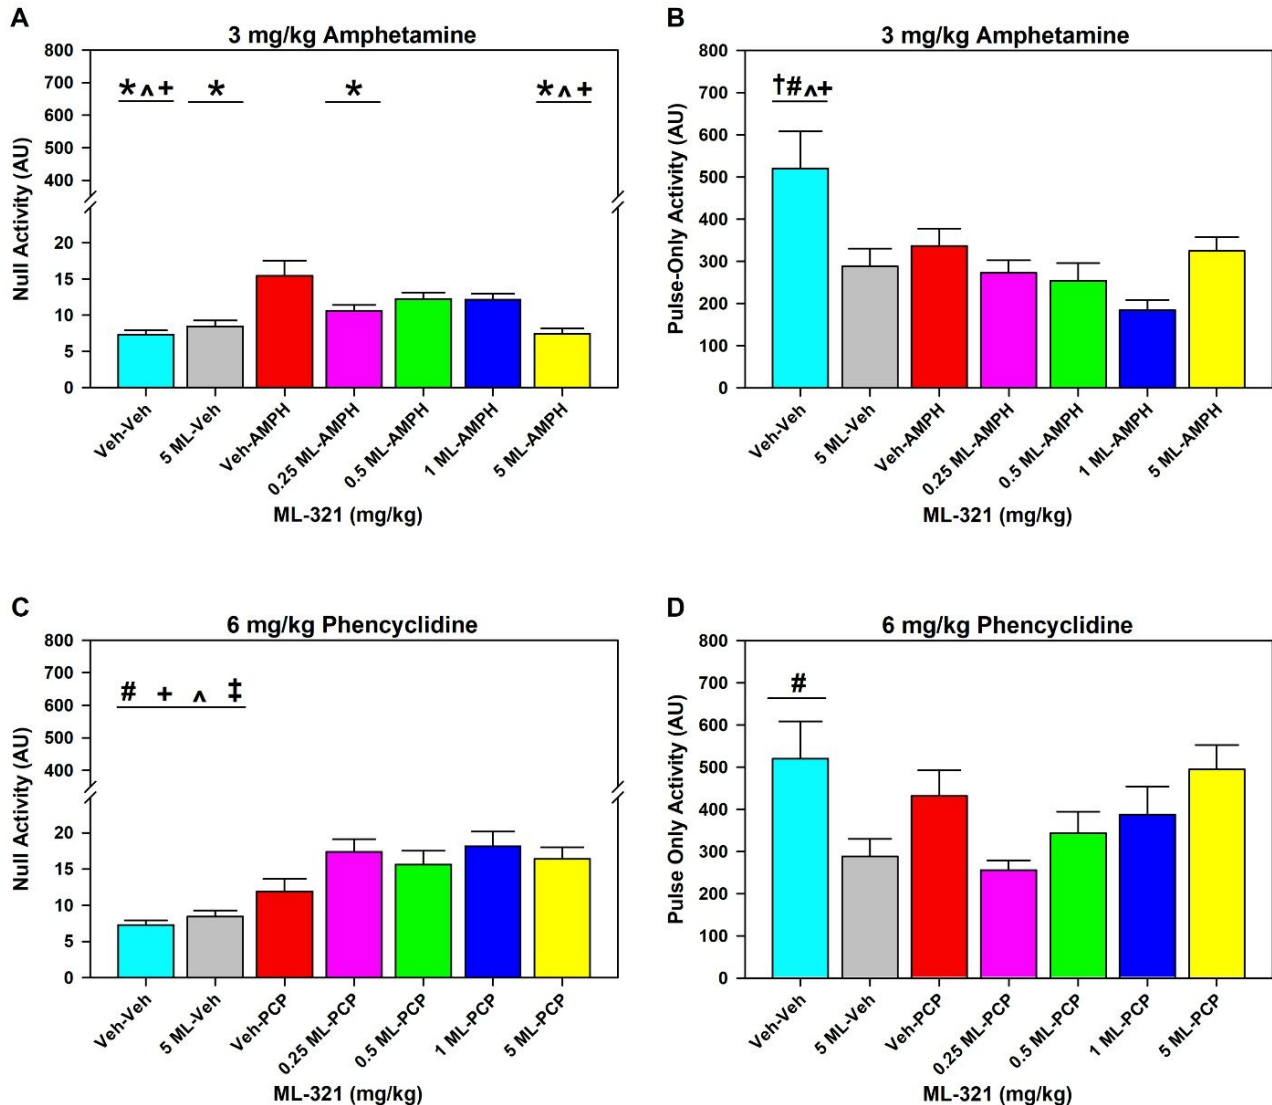 A
3 mg/kg Amphetamine
Null Activity (AU)
800
700
600
500
400
20
15
10
5
0
*^+
*
*
*^+
Veh-Veh
5 ML-Veh
Veh-AMPH
0.25 ML-AMPH
0.5 ML-AMPH
1 ML-AMPH
5 ML-AMPH
ML-321 (mg/kg)
B
3 mg/kg Amphetamine
Pulse-Only Activity (AU)
800
700
600
500
400
300
200
100
0
†#^+
Veh-Veh
5 ML-Veh
Veh-AMPH
0.25 ML-AMPH
0.5 ML-AMPH
1 ML-AMPH
5 ML-AMPH
ML-321 (mg/kg)
C
6 mg/kg Phencyclidine
Null Activity (AU)
800
700
600
500
400
20
15
10
5
0
# + ^ ‡
Veh-Veh
5 ML-Veh
Veh-PCP
0.25 ML-PCP
0.5 ML-PCP
1 ML-PCP
5 ML-PCP
ML-321 (mg/kg)
D
6 mg/kg Phencyclidine
Pulse Only Activity (AU)
800
700
600
500
400
300
200
100
0
#
Veh-Veh
5 ML-Veh
Veh-PCP
0.25 ML-PCP
0.5 ML-PCP
1 ML-PCP
5 ML-PCP
ML-321 (mg/kg)